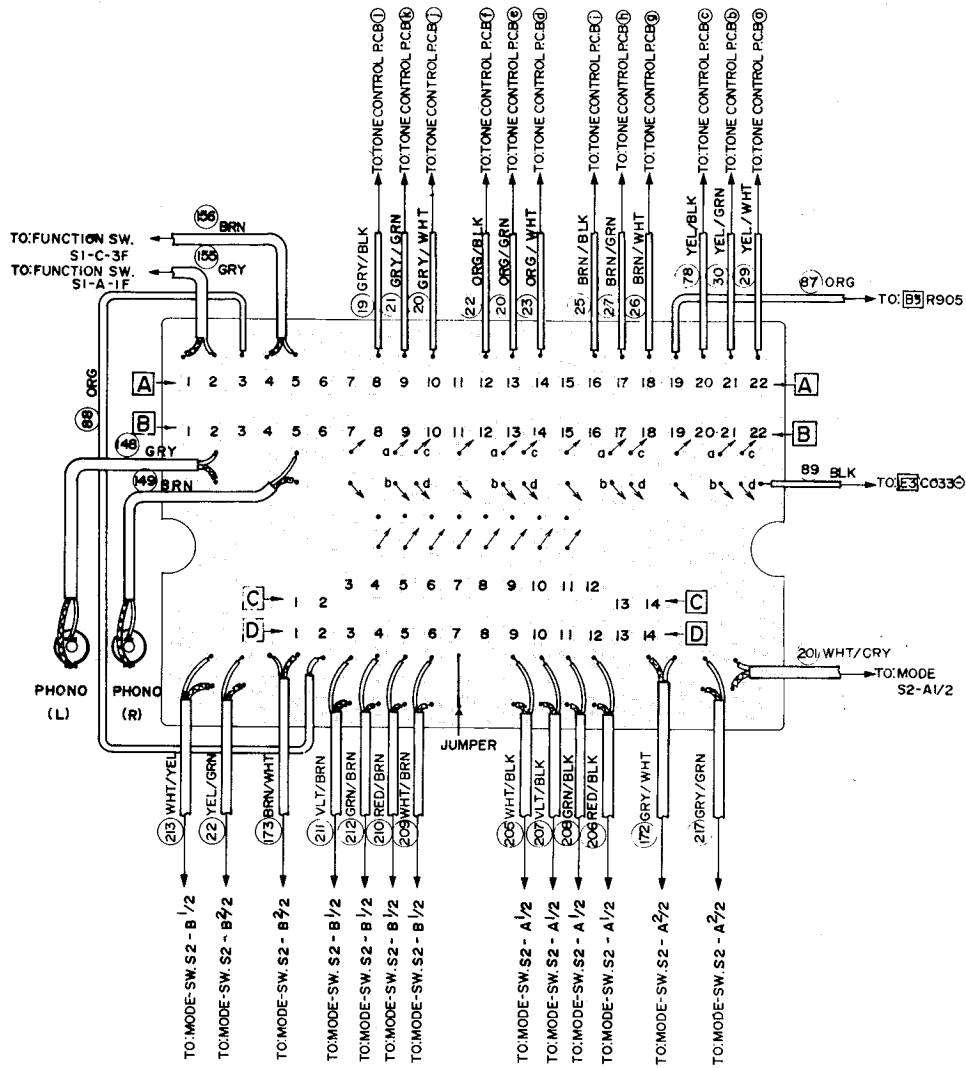 TO:TONE CONTROL P.C.B ⓛ
TO:TONE CONTROL P.C.B ⓚ
TO:TONE CONTROL P.C.B ⓙ
TO:TONE CONTROL P.C.B ⓕ
TO:TONE CONTROL P.C.B ⓔ
TO:TONE CONTROL P.C.B ⓓ
TO:TONE CONTROL P.C.B ⓘ
TO:TONE CONTROL P.C.B ⓗ
TO:TONE CONTROL P.C.B ⓖ
TO:TONE CONTROL P.C.B ⓒ
TO:TONE CONTROL P.C.B ⓑ
TO:TONE CONTROL P.C.B ⓐ
156 BRN
TO:FUNCTION SW.
S1-C-3F
155 GRY
TO:FUNCTION SW.
S1-A-1F
19 GRY/BLK
21 GRY/GRN
20 GRY/WHT
22 ORG/BLK
20 ORG/GRN
23 ORG/WHT
25 BRN/BLK
27 BRN/GRN
26 BRN/WHT
78 YEL/BLK
30 YEL/GRN
29 YEL/WHT
87 ORG
TO: B3 R905
88 ORG
A 1 2 3 4 5 6 7 8 9 10 11 12 13 14 15 16 17 18 19 20 21 22 A
B 1 2 3 4 5 6 7 8 9 10 11 12 13 14 15 16 17 18 19 20 21 22 B
148 GRY
149 BRN
a c a c a c a c
b d b d b d b d
89 BLK
TO: E3 C033⊖
3 4 5 6 7 8 9 10 11 12
C 1 2 13 14 C
D 1 2 3 4 5 6 7 8 9 10 11 12 13 14 D
201 WHT/GRY
TO:MODE
S2-A1/2
PHONO
(L)
PHONO
(R)
JUMPER
213 WHT/YEL
22 YEL/GRN
173 BRN/WHT
211 VLT/BRN
212 GRN/BRN
210 RED/BRN
209 WHT/BRN
205 WHT/BLK
207 VLT/BLK
208 GRN/BLK
206 RED/BLK
172 GRY/WHT
217 GRY/GRN
TO:MODE-SW. S2-B 1/2
TO:MODE-SW. S2-B 2/2
TO:MODE-SW. S2-B 2/2
TO:MODE-SW. S2-B 1/2
TO:MODE-SW. S2-B 1/2
TO:MODE-SW. S2-B 1/2
TO:MODE-SW. S2-B 1/2
TO:MODE-SW. S2-A 1/2
TO:MODE-SW. S2-A 1/2
TO:MODE-SW. S2-A 1/2
TO:MODE-SW. S2-A 1/2
TO:MODE-SW. S2-A 2/2
TO:MODE-SW. S2-A 2/2